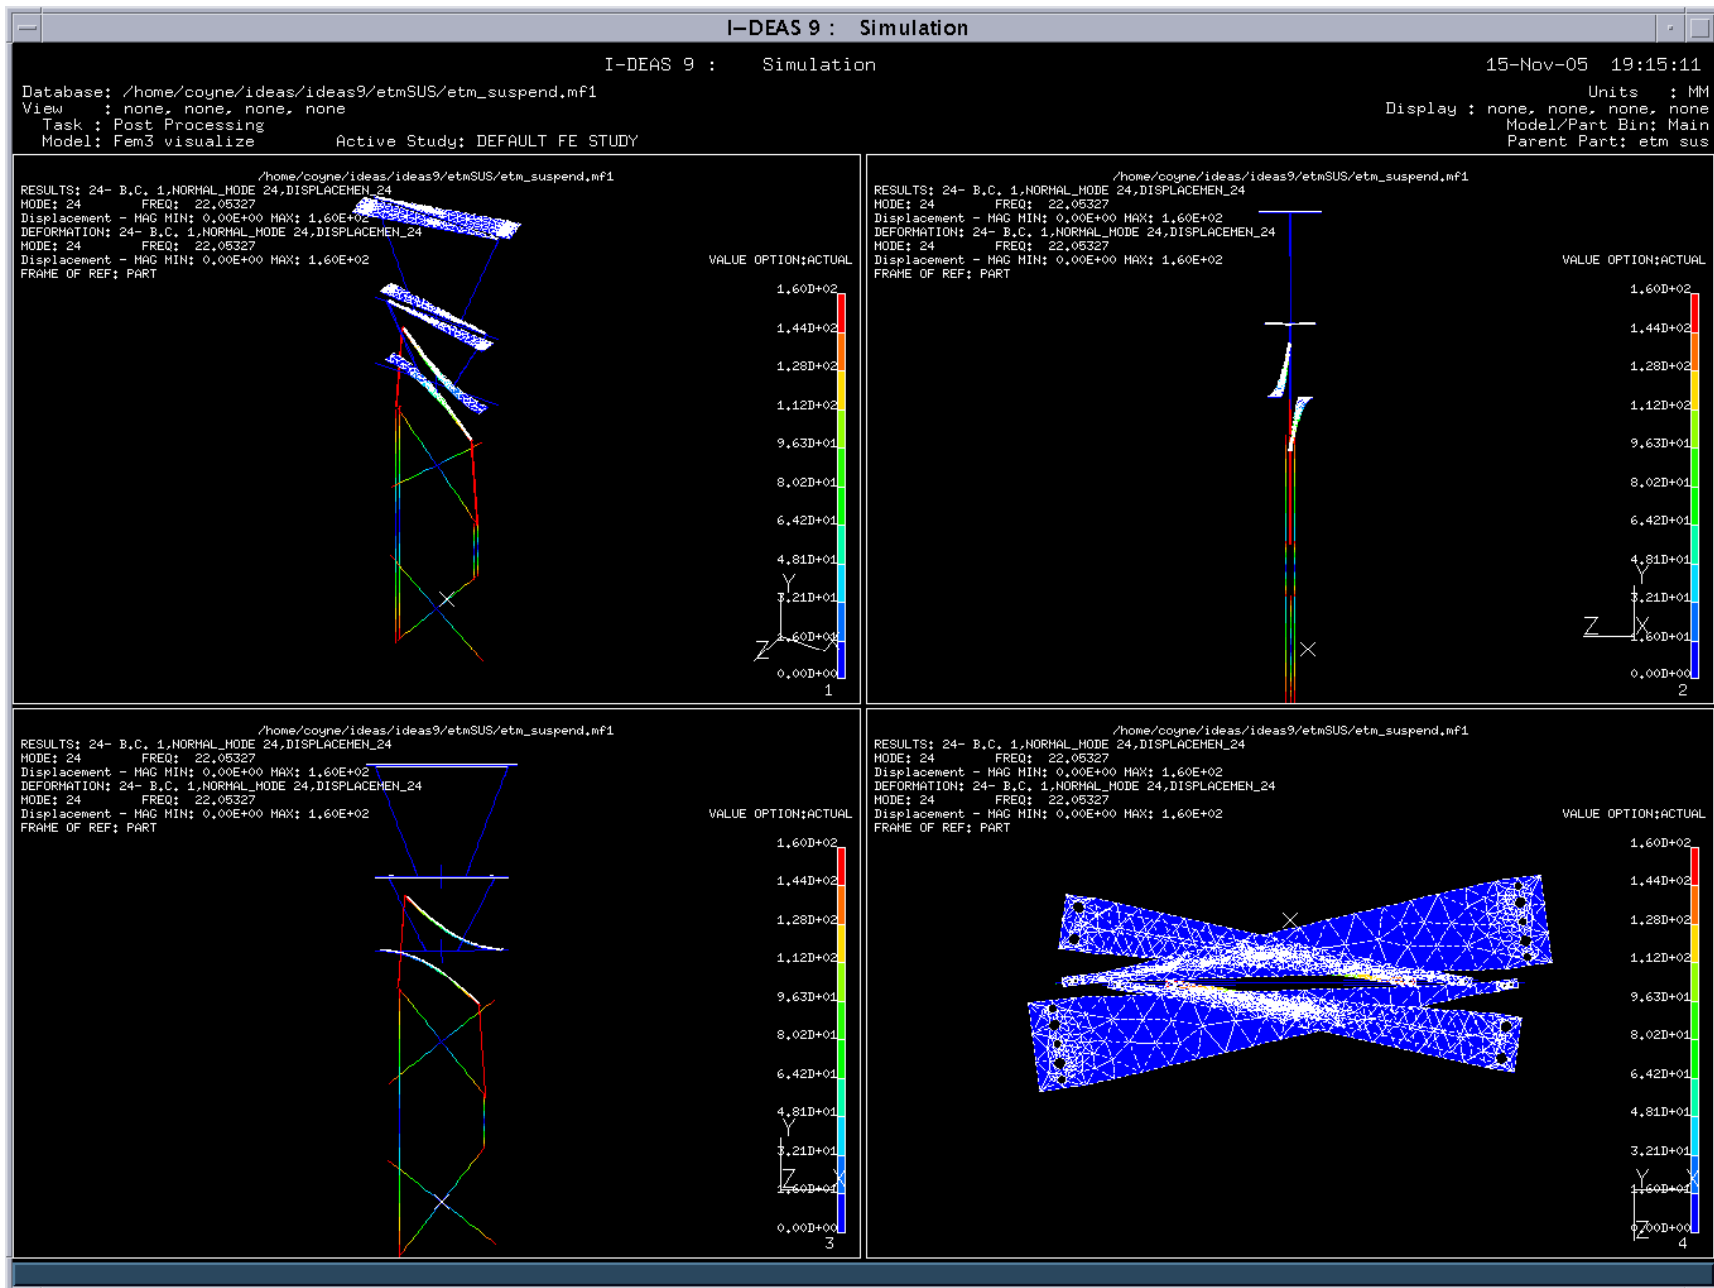 I-DEAS 9 :   Simulation
I-DEAS 9 :    Simulation
15-Nov-05  19:15:11
Database: /home/coyne/ideas/ideas9/etmSUS/etm_suspend.mf1
Units   : MM
View    : none, none, none, none
Display : none, none, none, none
Task : Post Processing
Model/Part Bin: Main
Model: Fem3 visualize        Active Study: DEFAULT FE STUDY
Parent Part: etm sus
/home/coyne/ideas/ideas9/etmSUS/etm_suspend.mf1
RESULTS: 24- B.C. 1,NORMAL_MODE 24,DISPLACEMEN_24
MODE: 24        FREQ:  22.05327
Displacement - MAG MIN: 0.00E+00 MAX: 1.60E+02
DEFORMATION: 24- B.C. 1,NORMAL_MODE 24,DISPLACEMEN_24
MODE: 24        FREQ:  22.05327
Displacement - MAG MIN: 0.00E+00 MAX: 1.60E+02
FRAME OF REF: PART
VALUE OPTION:ACTUAL
1.60D+02
1.44D+02
1.28D+02
1.12D+02
9.63D+01
8.02D+01
6.42D+01
4.81D+01
3.21D+01
1.60D+01
0.00D+00
Y
Z
X
1
/home/coyne/ideas/ideas9/etmSUS/etm_suspend.mf1
RESULTS: 24- B.C. 1,NORMAL_MODE 24,DISPLACEMEN_24
MODE: 24        FREQ:  22.05327
Displacement - MAG MIN: 0.00E+00 MAX: 1.60E+02
DEFORMATION: 24- B.C. 1,NORMAL_MODE 24,DISPLACEMEN_24
MODE: 24        FREQ:  22.05327
Displacement - MAG MIN: 0.00E+00 MAX: 1.60E+02
FRAME OF REF: PART
VALUE OPTION:ACTUAL
1.60D+02
1.44D+02
1.28D+02
1.12D+02
9.63D+01
8.02D+01
6.42D+01
4.81D+01
3.21D+01
1.60D+01
0.00D+00
Y
Z
X
2
/home/coyne/ideas/ideas9/etmSUS/etm_suspend.mf1
RESULTS: 24- B.C. 1,NORMAL_MODE 24,DISPLACEMEN_24
MODE: 24        FREQ:  22.05327
Displacement - MAG MIN: 0.00E+00 MAX: 1.60E+02
DEFORMATION: 24- B.C. 1,NORMAL_MODE 24,DISPLACEMEN_24
MODE: 24        FREQ:  22.05327
Displacement - MAG MIN: 0.00E+00 MAX: 1.60E+02
FRAME OF REF: PART
VALUE OPTION:ACTUAL
1.60D+02
1.44D+02
1.28D+02
1.12D+02
9.63D+01
8.02D+01
6.42D+01
4.81D+01
3.21D+01
1.60D+01
0.00D+00
Y
Z
X
3
/home/coyne/ideas/ideas9/etmSUS/etm_suspend.mf1
RESULTS: 24- B.C. 1,NORMAL_MODE 24,DISPLACEMEN_24
MODE: 24        FREQ:  22.05327
Displacement - MAG MIN: 0.00E+00 MAX: 1.60E+02
DEFORMATION: 24- B.C. 1,NORMAL_MODE 24,DISPLACEMEN_24
MODE: 24        FREQ:  22.05327
Displacement - MAG MIN: 0.00E+00 MAX: 1.60E+02
FRAME OF REF: PART
VALUE OPTION:ACTUAL
1.60D+02
1.44D+02
1.28D+02
1.12D+02
9.63D+01
8.02D+01
6.42D+01
4.81D+01
3.21D+01
1.60D+01
0.00D+00
Y
X
Z
4